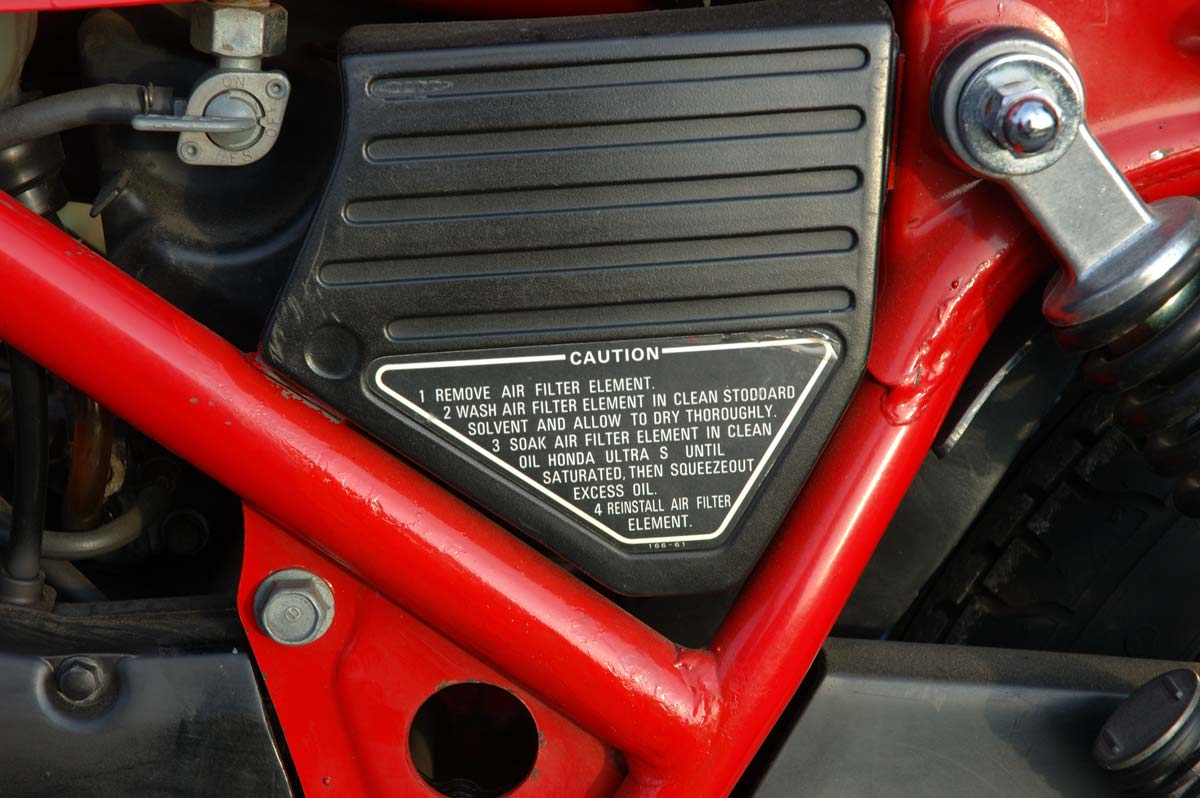 ON
OFF
RES
CAUTION
1 REMOVE AIR FILTER ELEMENT.
2 WASH AIR FILTER ELEMENT IN CLEAN STODDARD
SOLVENT AND ALLOW TO DRY THOROUGHLY.
3 SOAK AIR FILTER ELEMENT IN CLEAN
OIL HONDA ULTRA S UNTIL
SATURATED, THEN SQUEEZEOUT
EXCESS OIL.
4 REINSTALL AIR FILTER
ELEMENT.
166-61